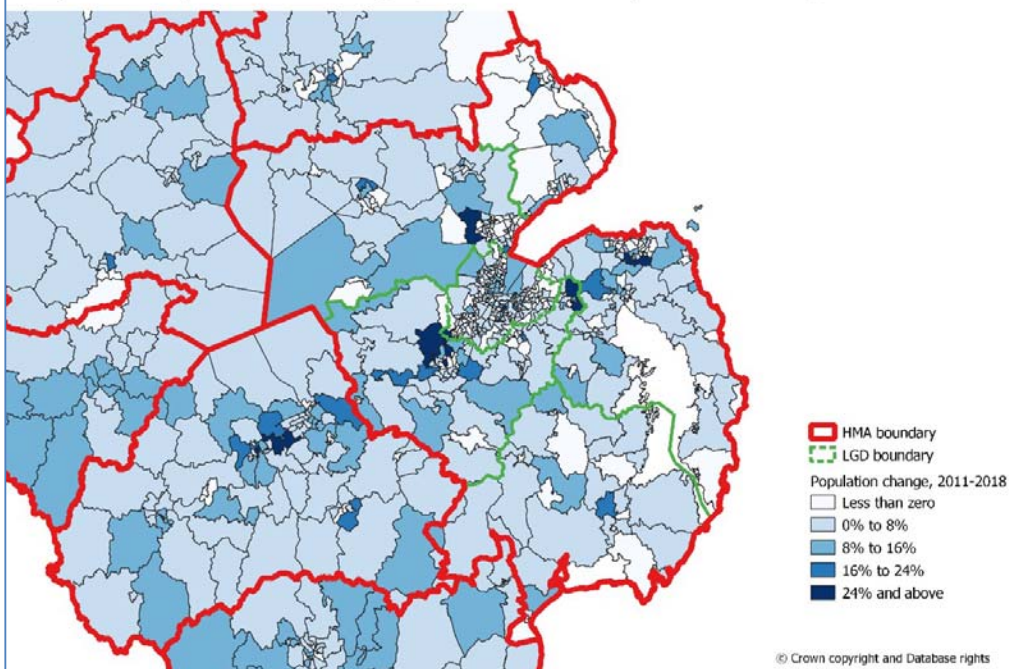 HMA boundary
LGD boundary
Population change, 2011-2018
Less than zero
0% to 8%
8% to 16%
16% to 24%
24% and above
© Crown copyright and Database rights